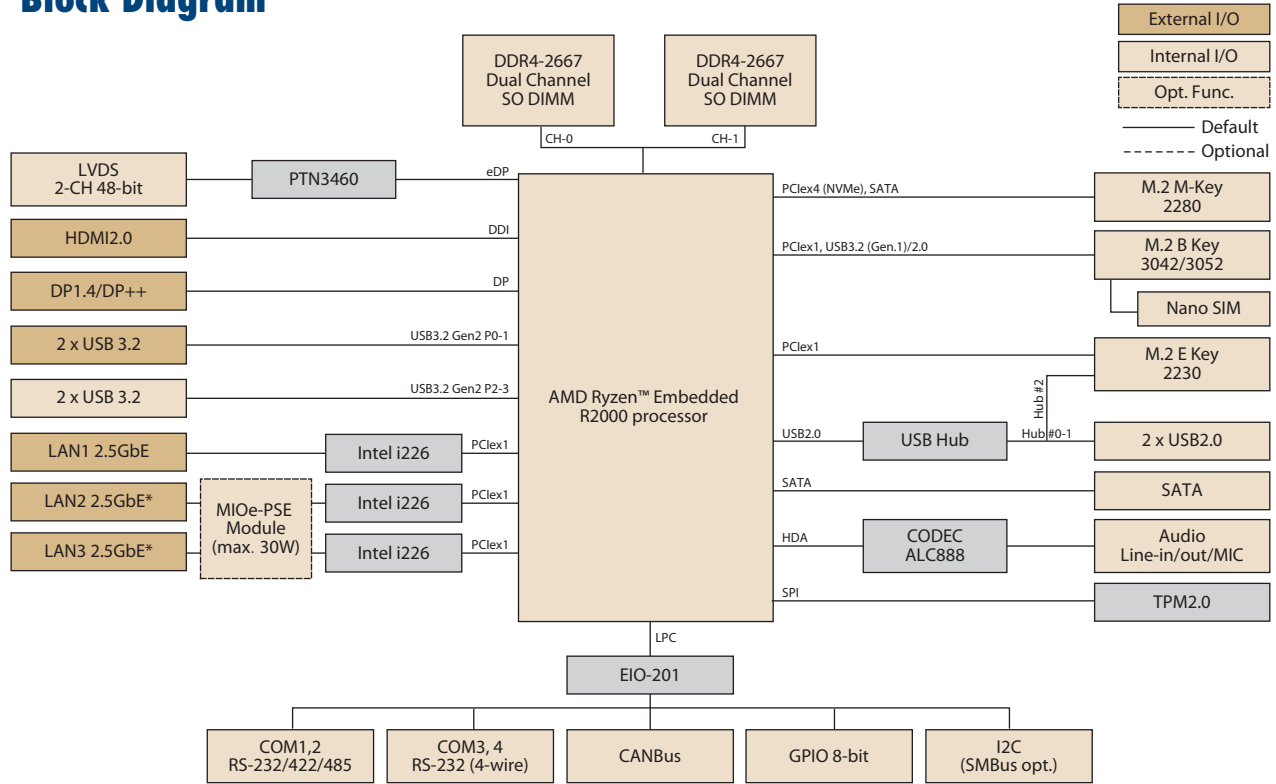 Block Diagram
External I/O
Internal I/O
Opt. Func.
Default
Optional
DDR4-2667
Dual Channel
SO DIMM
DDR4-2667
Dual Channel
SO DIMM
CH-0
CH-1
LVDS
2-CH 48-bit
PTN3460
eDP
HDMI2.0
DDI
DP1.4/DP++
DP
2 x USB 3.2
USB3.2 Gen2 P0-1
2 x USB 3.2
USB3.2 Gen2 P2-3
LAN1 2.5GbE
Intel i226
PCIex1
LAN2 2.5GbE*
MIOe-PSE
Module
(max. 30W)
Intel i226
PCIex1
LAN3 2.5GbE*
Intel i226
PCIex1
AMD Ryzen™ Embedded
R2000 processor
PCIex4 (NVMe), SATA
M.2 M-Key
2280
PCIex1, USB3.2 (Gen.1)/2.0
M.2 B Key
3042/3052
Nano SIM
PCIex1
M.2 E Key
2230
Hub #2
USB2.0
USB Hub
Hub #0-1
2 x USB2.0
SATA
SATA
HDA
CODEC
ALC888
Audio
Line-in/out/MIC
SPI
TPM2.0
LPC
EIO-201
COM1,2
RS-232/422/485
COM3, 4
RS-232 (4-wire)
CANBus
GPIO 8-bit
I2C
(SMBus opt.)